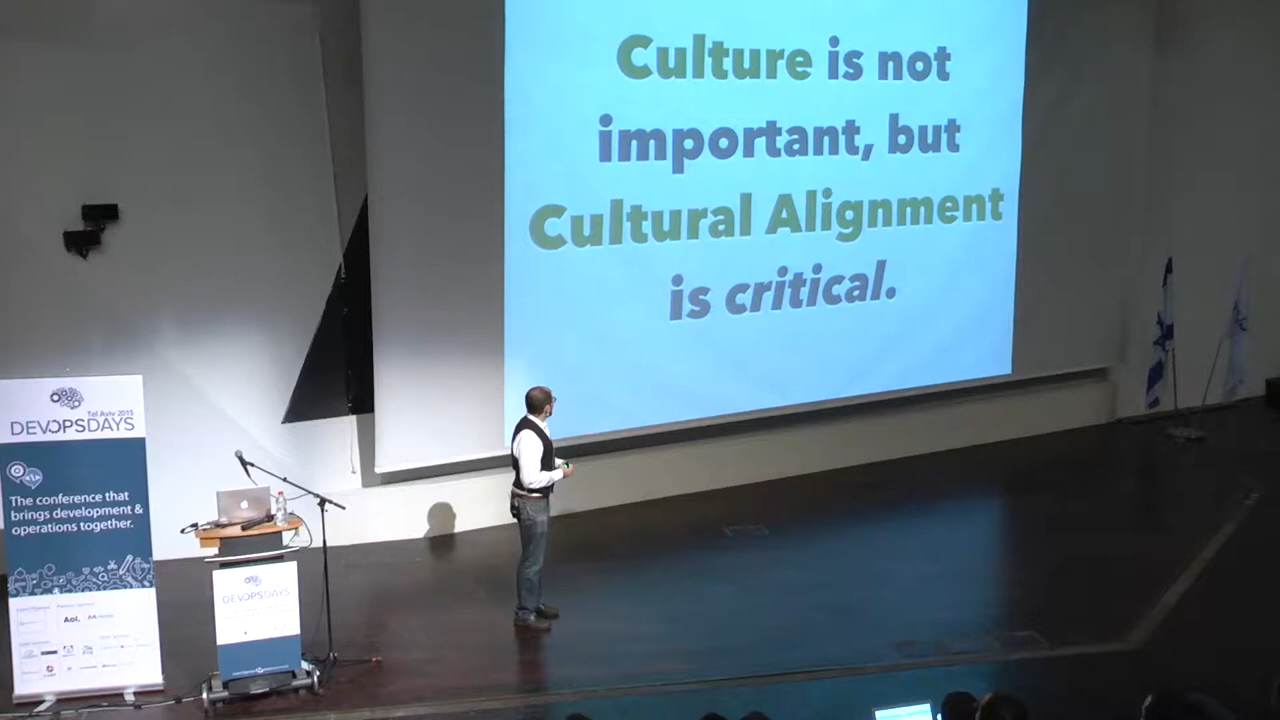 Culture is not
important, but
Cultural Alignment
is critical.
Tel Aviv 2015
DEVOPSDAYS
The conference that
brings development &
operations together.
Aol.
DEVOPSDAYS